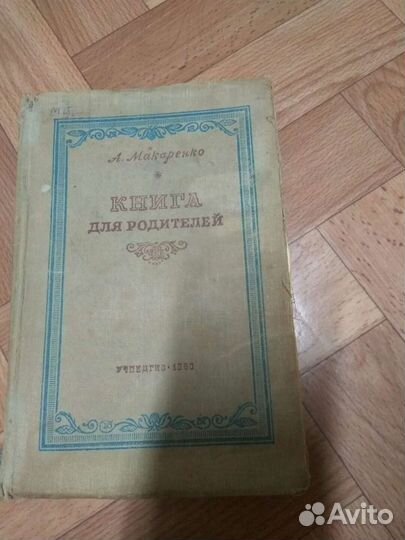 А. Макаренко
КНИГА
ДЛЯ РОДИТЕЛЕЙ
УЧПЕДГИЗ • 1950
Avito